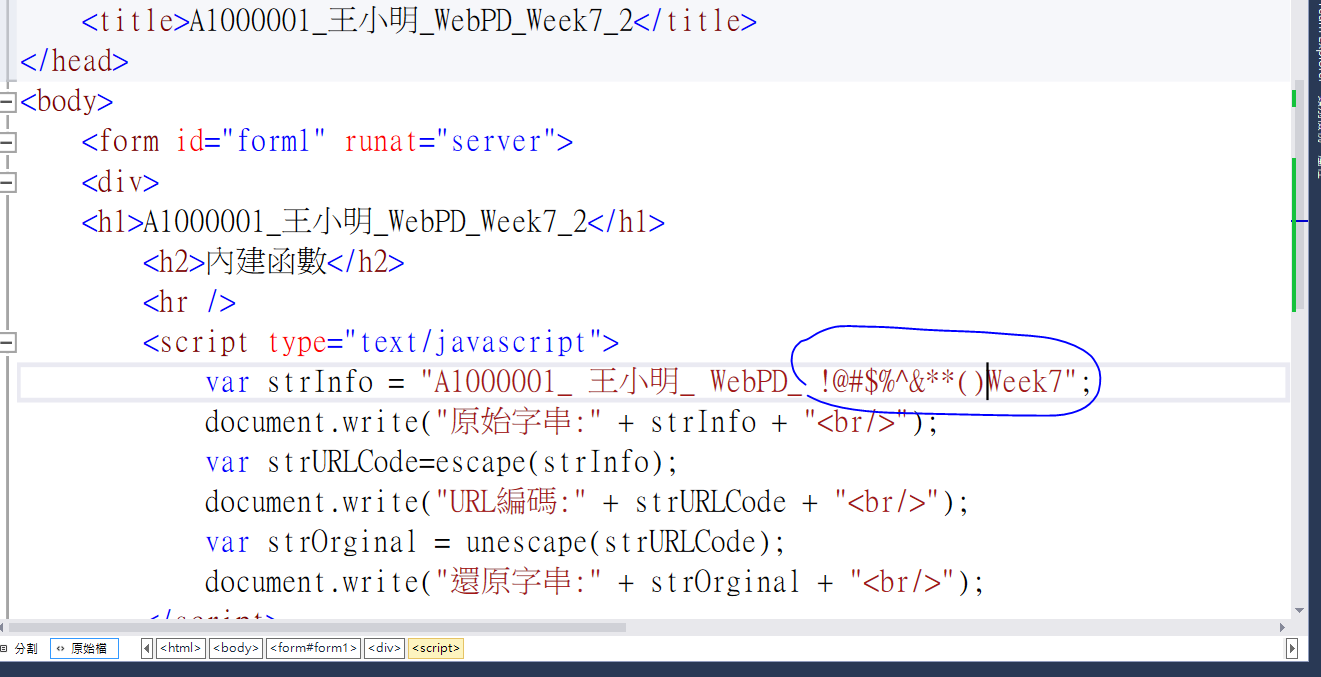 <title>A1000001_王小明_WebPD_Week7_2</title>
</head>
<body>
<form id="form1" runat="server">
<div>
<h1>A1000001_王小明_WebPD_Week7_2</h1>
<h2>內建函數</h2>
<hr />
<script type="text/javascript">
var strInfo = "A1000001_ 王小明_ WebPD_ !@#$%^&**()Week7";
document.write("原始字串:" + strInfo + "<br/>");
var strURLCode=escape(strInfo);
document.write("URL編碼:" + strURLCode + "<br/>");
var strOrginal = unescape(strURLCode);
document.write("還原字串:" + strOrginal + "<br/>");
</script>
分割 原始檔 <html> <body> <form#form1> <div> <script>